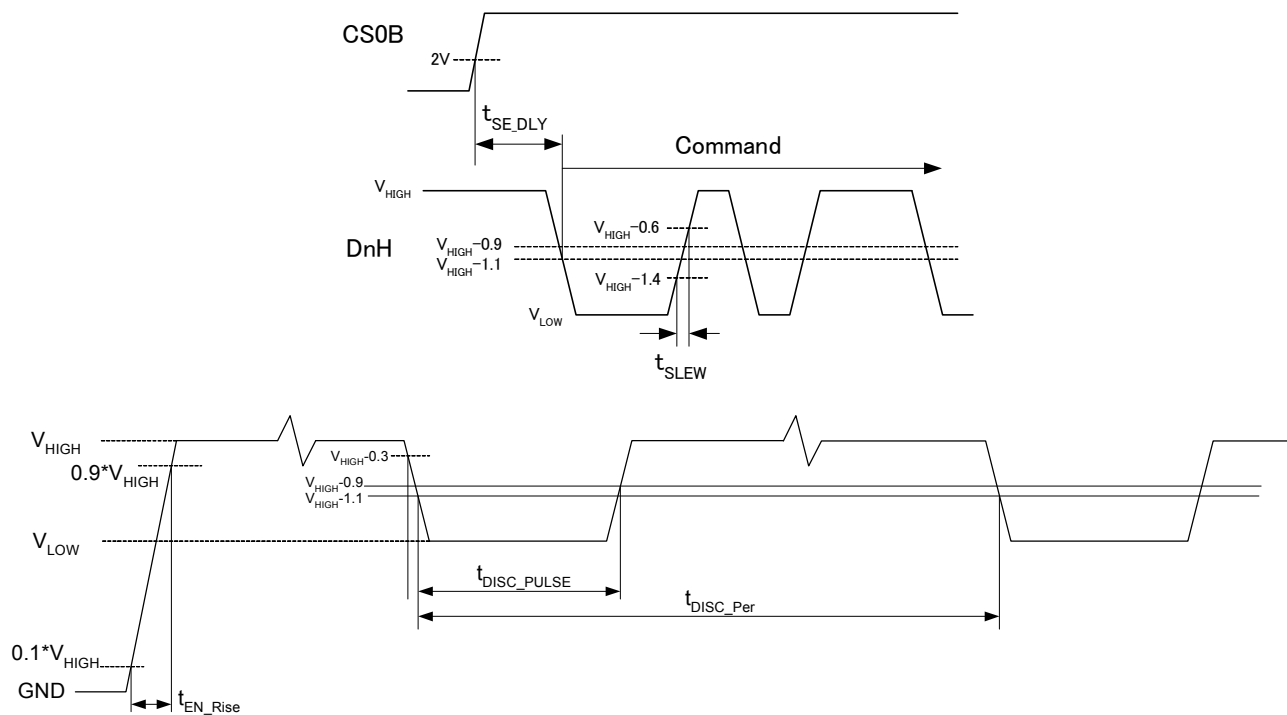 CS0B
2V
tSE_DLY
Command
VHIGH
DnH
VHIGH-0.6
VHIGH-0.9
VHIGH-1.1
VHIGH-1.4
VLOW
tSLEW
VHIGH
0.9*VHIGH
VHIGH-0.3
VHIGH-0.9
VHIGH-1.1
VLOW
tDISC_PULSE
tDISC_Per
0.1*VHIGH
GND
tEN_Rise